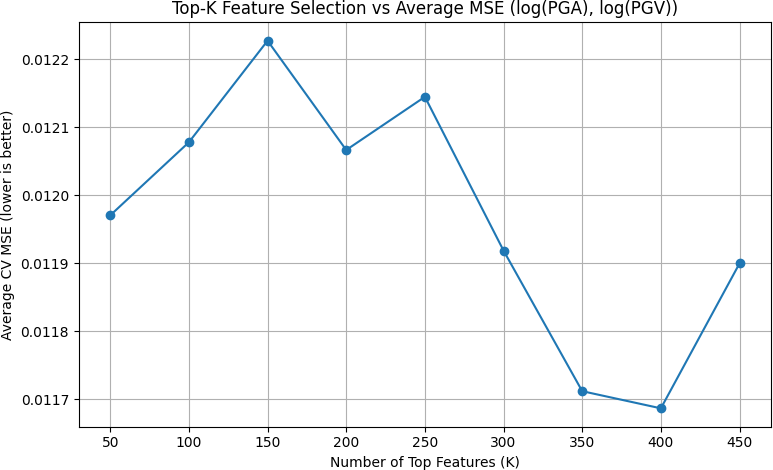 Top-K Feature Selection vs Average MSE (log(PGA), log(PGV))
Average CV MSE (lower is better)
0.0122
0.0121
0.0120
0.0119
0.0118
0.0117
50 100 150 200 250 300 350 400 450
Number of Top Features (K)